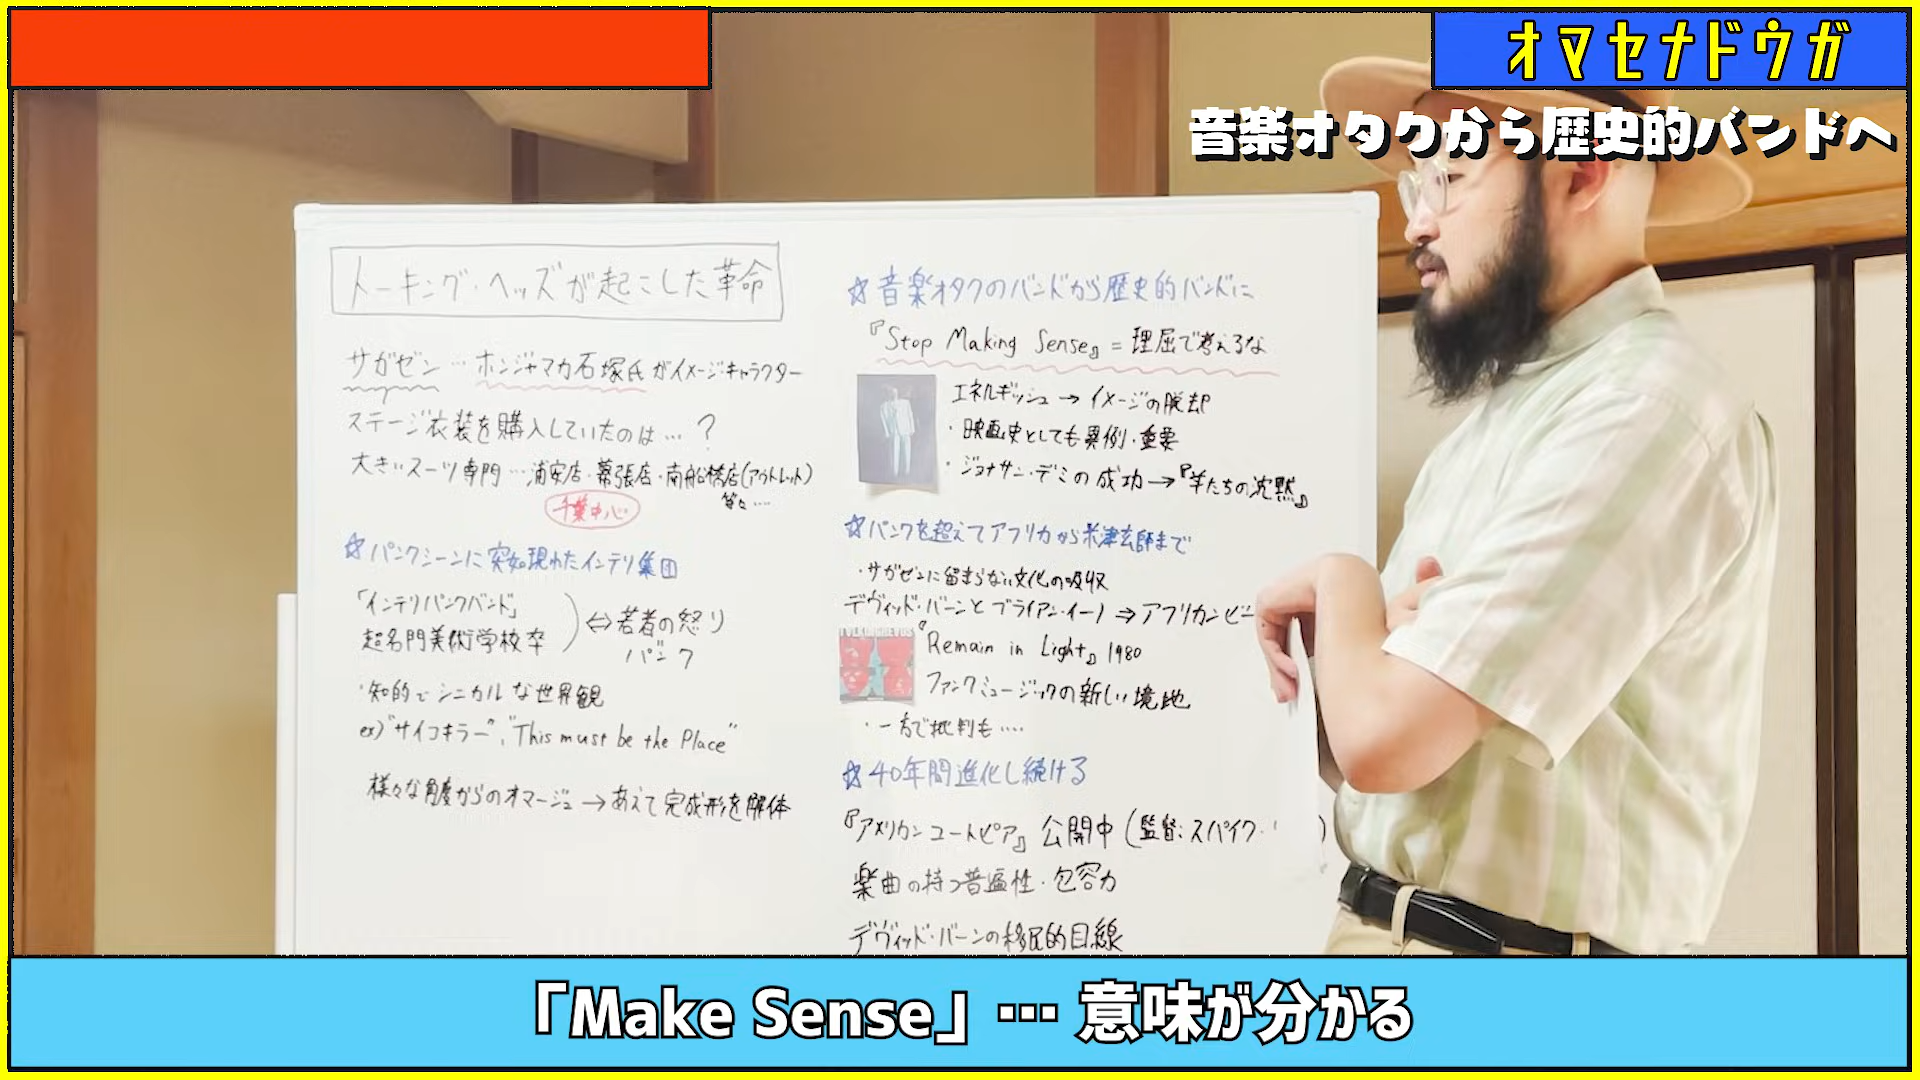 オマセナドウガ
音楽オタクから歴史的バンドへ
トーキング・ヘッズが起こした革命
サガゼン…ホンジャマカ石塚氏がイメージキャラクター
ステージ衣装を購入していたのは…?
大きいスーツ専門…浦安店・幕張店・南船橋店(アウトレット)
等々….
千葉中心
☆パンクシーンに突如現れたインテリ集団
「インテリパンクバンド」
超名門美術学校卒
⇔若者の怒り
パンク
・知的でシニカルな世界観
ex)"サイコキラー","This must be the Place"
様々な角度からのオマージュ→あえて完成形を解体
☆音楽オタクのバンドから歴史的バンドに
『Stop Making Sense』=理屈で考えるな
エネルギッシュ→イメージの脱却
・映画史としても異例・重要
・ジョナサン・デミの成功→『羊たちの沈黙』
☆パンクを超えてアフリカから米津玄師まで
・サガゼンに留まらない文化の吸収
デヴィッド・バーンとブライアン・イーノ⇒アフリカンビー
TALKING HEADS
『Remain in Light』1980
ファンクミュージックの新しい境地
・一方で批判も….
☆40年間進化し続ける
『アメリカンユートピア』公開中(監督:スパイク・ )
楽曲の持つ普遍性・包容力
デヴィッド・バーンの移民的目線
「Make Sense」… 意味が分かる